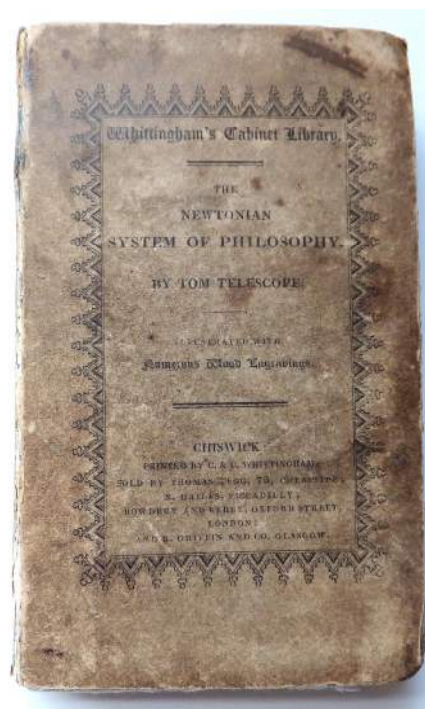 Whittingham's Cabinet Library.
THE
NEWTONIAN
SYSTEM OF PHILOSOPHY.
BY TOM TELESCOPE.
ILLUSTRATED WITH
Numerous Wood Engravings.
CHISWICK:
PRINTED BY C. & C. WHITTINGHAM;
SOLD BY THOMAS TEGG, 73, CHEAPSIDE;
N. HAILES, PICCADILLY;
BOWDERY AND KERBY, OXFORD STREET,
LONDON:
AND R. GRIFFIN AND CO. GLASGOW.